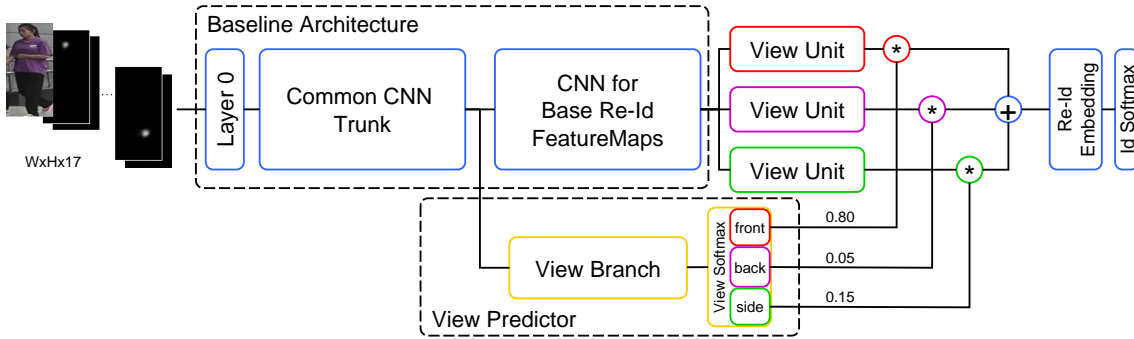 Baseline Architecture
WxHx17
Layer 0
Common CNN
Trunk
CNN for
Base Re-Id
FeatureMaps
View Unit
*
View Unit
*
View Unit
*
+
Re-Id
Embedding
Id Softmax
View Branch
View Softmax
front
back
side
0.80
0.05
0.15
View Predictor